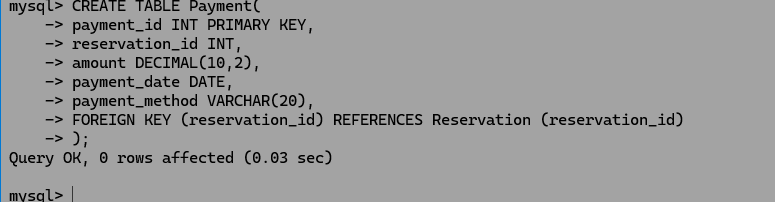 mysql> CREATE TABLE Payment(
    -> payment_id INT PRIMARY KEY,
    -> reservation_id INT,
    -> amount DECIMAL(10,2),
    -> payment_date DATE,
    -> payment_method VARCHAR(20),
    -> FOREIGN KEY (reservation_id) REFERENCES Reservation (reservation_id)
    -> );
Query OK, 0 rows affected (0.03 sec)
mysql>